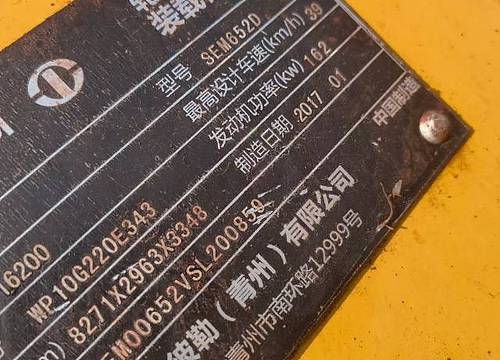 装载
型号 SEM652D
最高设计车速(km/h) 39
发动机功率(kw) 162
制造日期 2017 01
中国制造
16200
WP10G220E343
m) 8271X2963X3348
EM00652VSL200859
彼勒(青州)有限公司
青州市南环路12999号